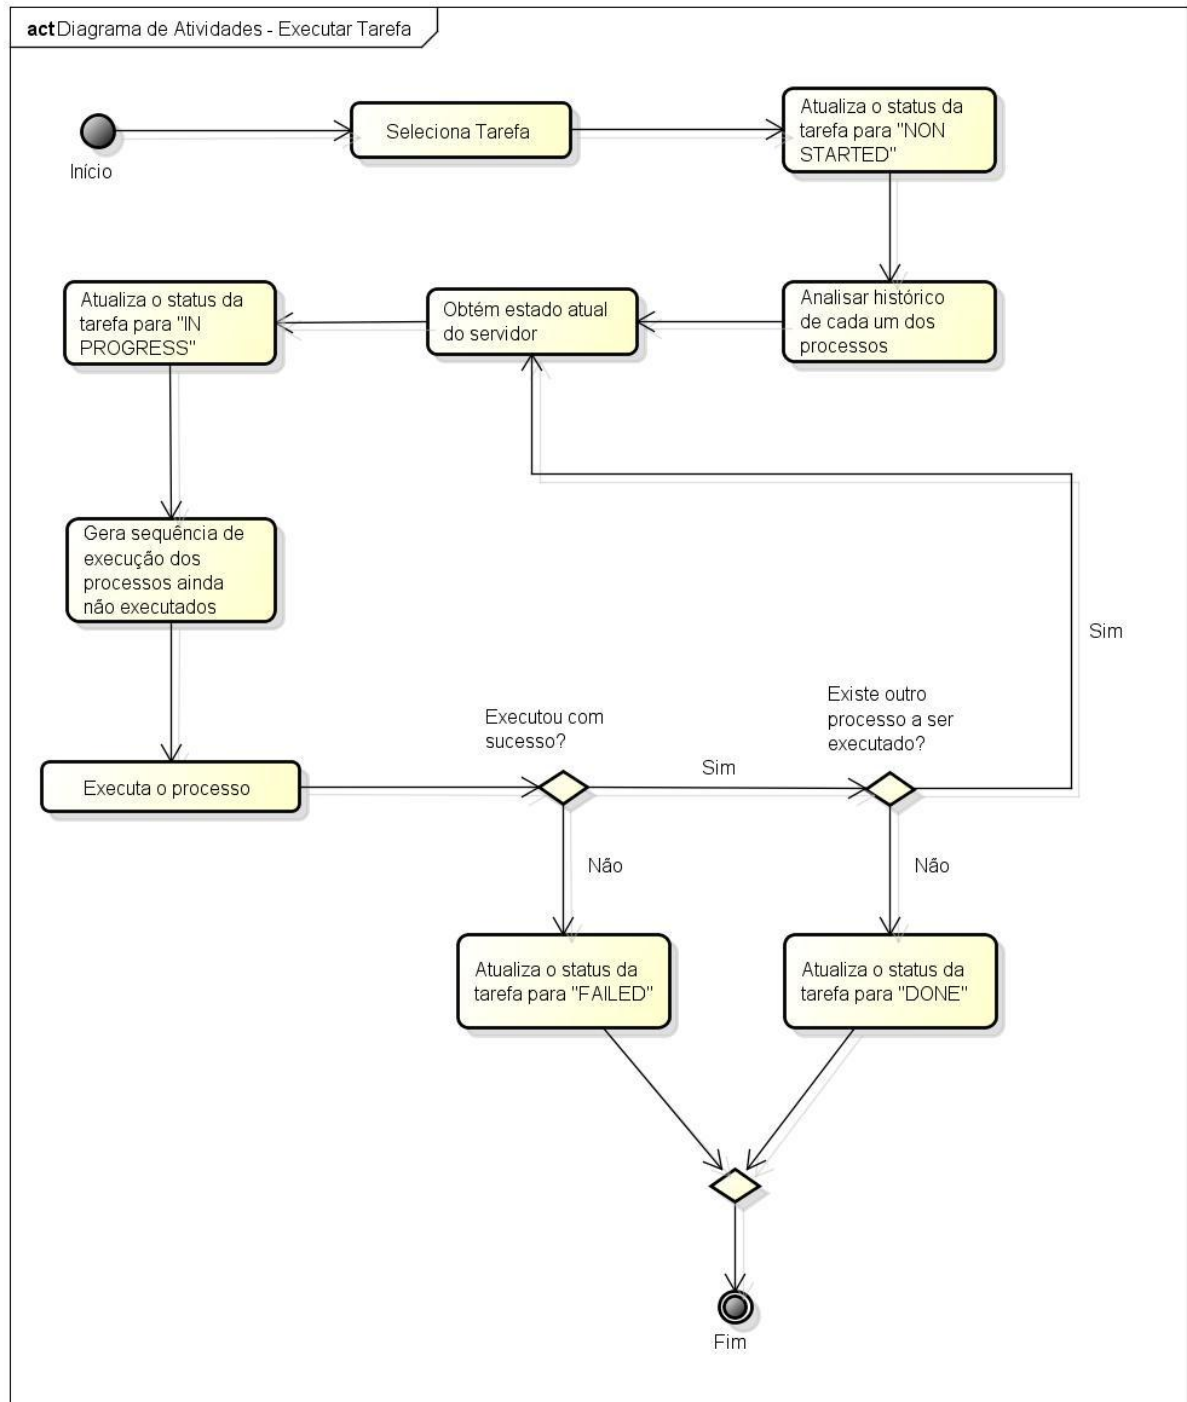 act Diagrama de Atividades - Executar Tarefa
Início
Seleciona Tarefa
Atualiza o status da
tarefa para "NON
STARTED"
Atualiza o status da
tarefa para "IN
PROGRESS"
Obtém estado atual
do servidor
Analisar histórico
de cada um dos
processos
Gera sequência de
execução dos
processos ainda
não executados
Sim
Executa o processo
Executou com
sucesso?
Sim
Existe outro
processo a ser
executado?
Não
Não
Atualiza o status da
tarefa para "FAILED"
Atualiza o status da
tarefa para "DONE"
Fim